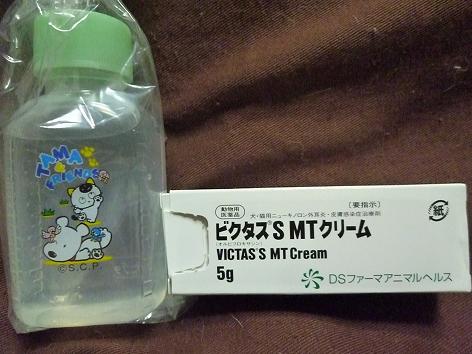 TAMA
&
FRIENDS
©S.C.P.
動物用
医薬品
〔要指示〕
犬・猫用ニューキノロン外耳炎・皮膚感染症治療剤
ビクタスS MTクリーム
(オルビフロキサシン)
VICTAS S MT Cream
5g
DSファーマアニマルヘルス
紙